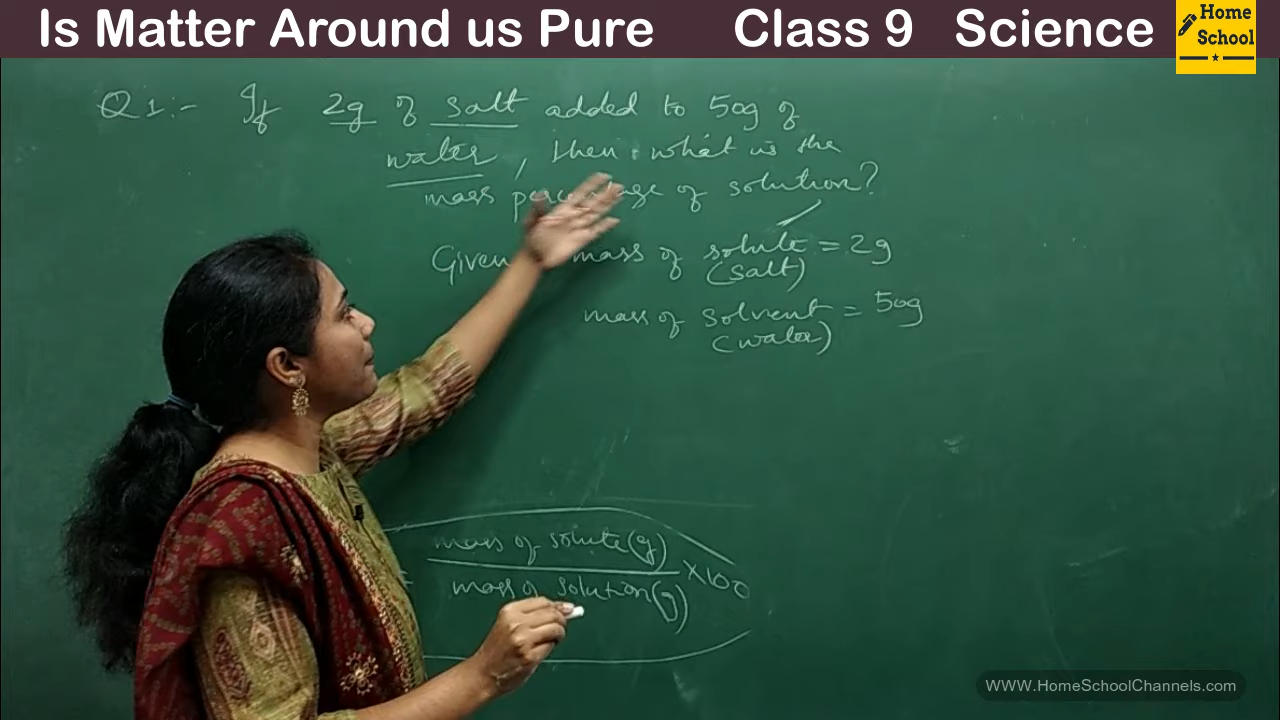 Is Matter Around us Pure Class 9 Science
Home
School
Q1:- If 2g of salt added to 50g of
water, then what is the
mass percentage of solution?
Given mass of solute = 2g
(salt)
mass of solvent = 50g
(water)
mass of solute(g)
mass of solution(g)
×100
WWW.HomeSchoolChannels.com